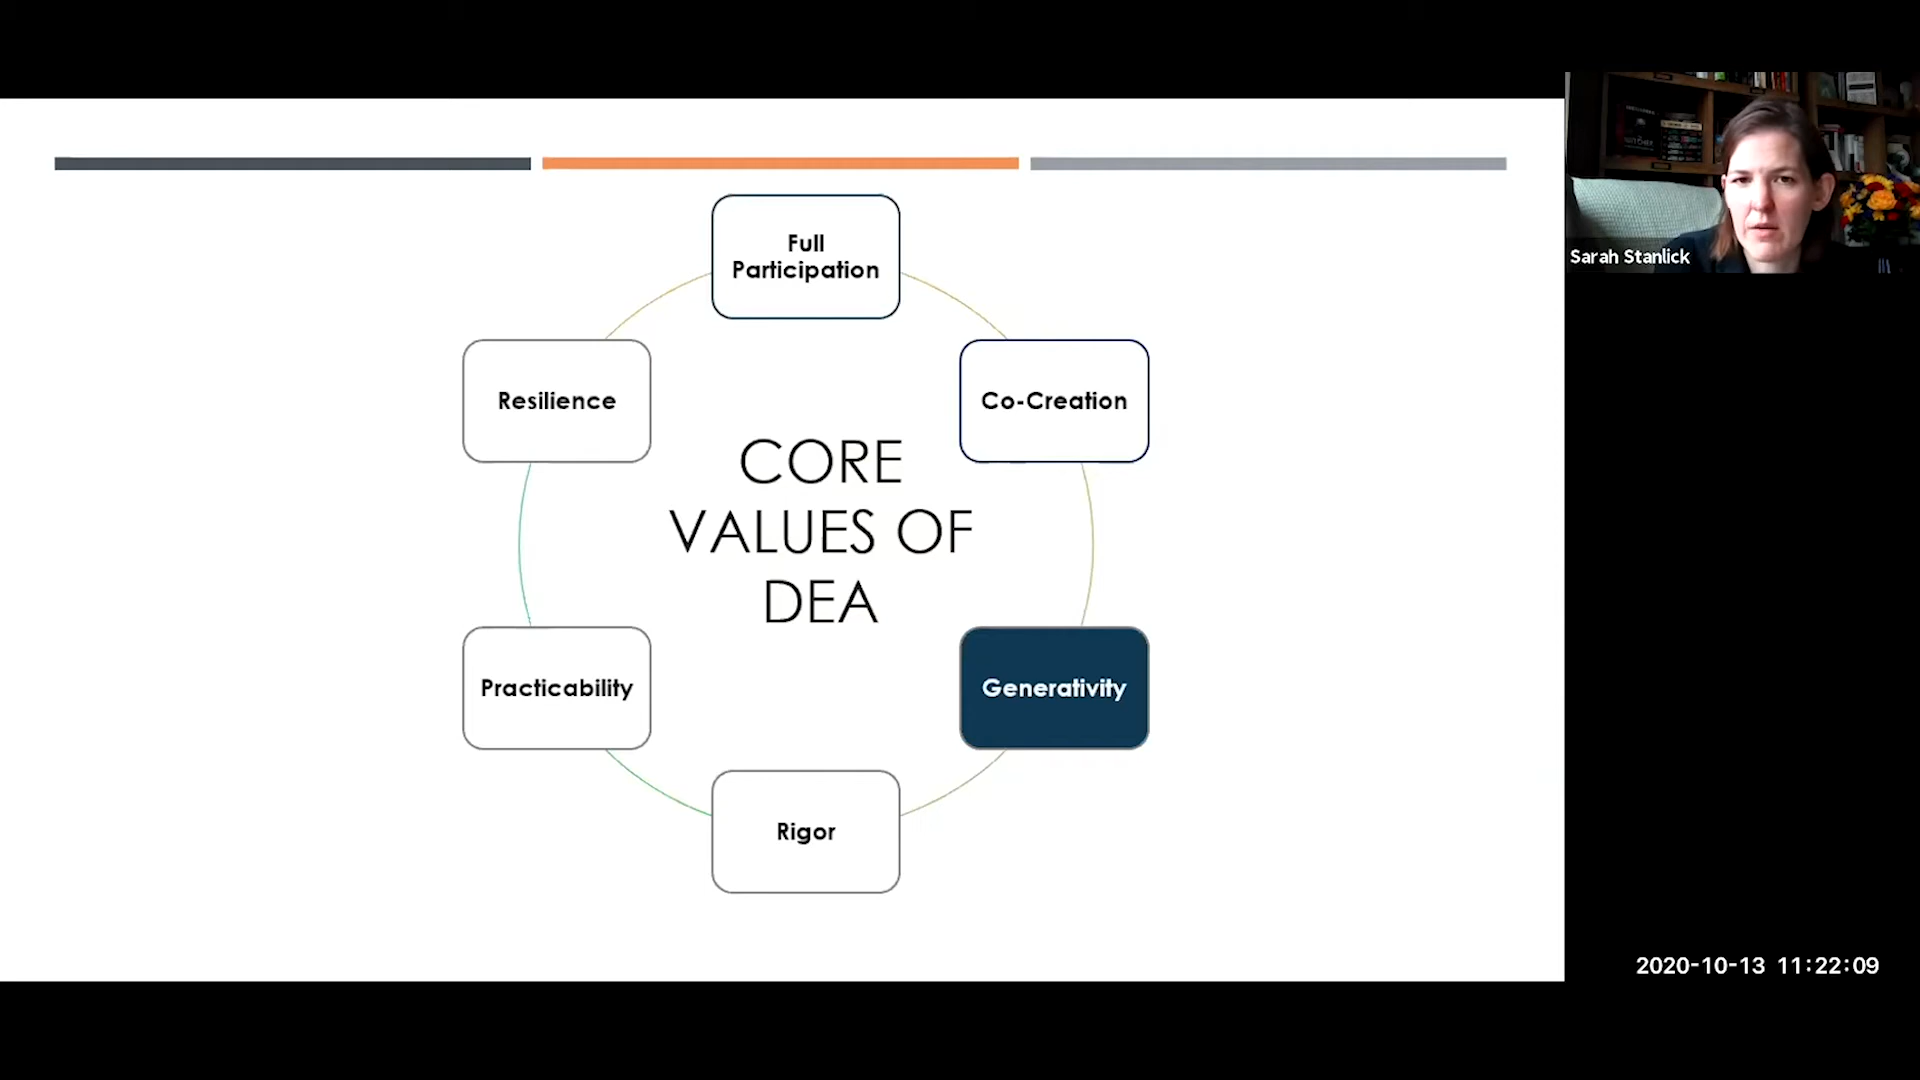 Full
Participation
Resilience
Co-Creation
CORE
VALUES OF
DEA
Practicability
Generativity
Rigor
Sarah Stanlick
2020-10-13 11:22:09